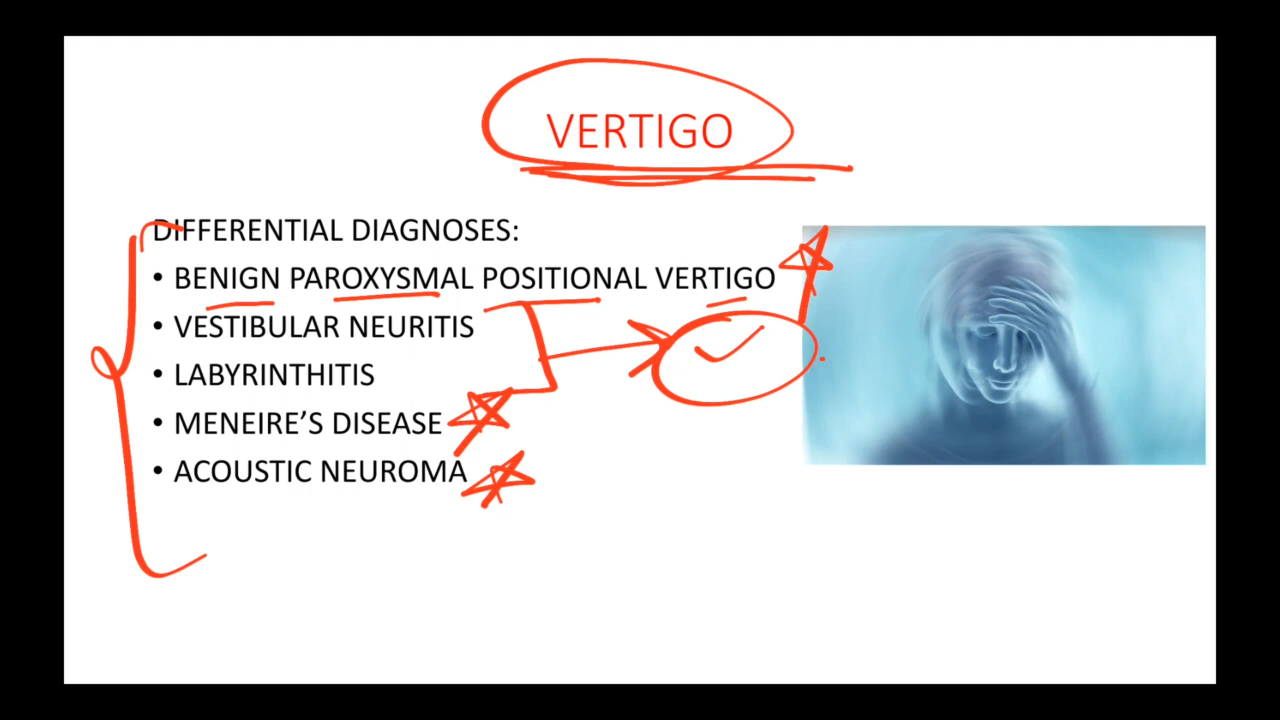 VERTIGO
DIFFERENTIAL DIAGNOSES:
• BENIGN PAROXYSMAL POSITIONAL VERTIGO
• VESTIBULAR NEURITIS
• LABYRINTHITIS
• MENEIRE’S DISEASE
• ACOUSTIC NEUROMA